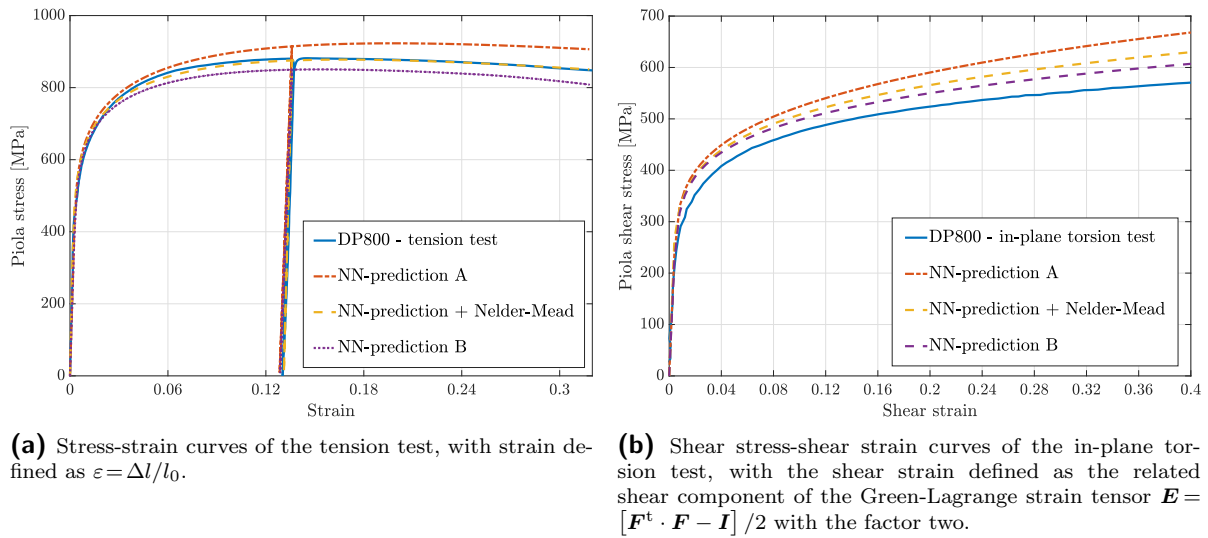 Piola stress [MPa]
1000
800
600
400
200
0
0
0.06
0.12
0.18
0.24
0.3
Strain
DP800 - tension test
NN-prediction A
NN-prediction + Nelder-Mead
NN-prediction B
(a) Stress-strain curves of the tension test, with strain de-
fined as ε=Δl/l₀.
Piola shear stress [MPa]
700
600
500
400
300
200
100
0
0
0.04
0.08
0.12
0.16
0.2
0.24
0.28
0.32
0.36
0.4
Shear strain
DP800 - in-plane torsion test
NN-prediction A
NN-prediction + Nelder-Mead
NN-prediction B
(b) Shear stress-shear strain curves of the in-plane tor-
sion test, with the shear strain defined as the related
shear component of the Green-Lagrange strain tensor E=
[Fᵗ · F − I] /2 with the factor two.